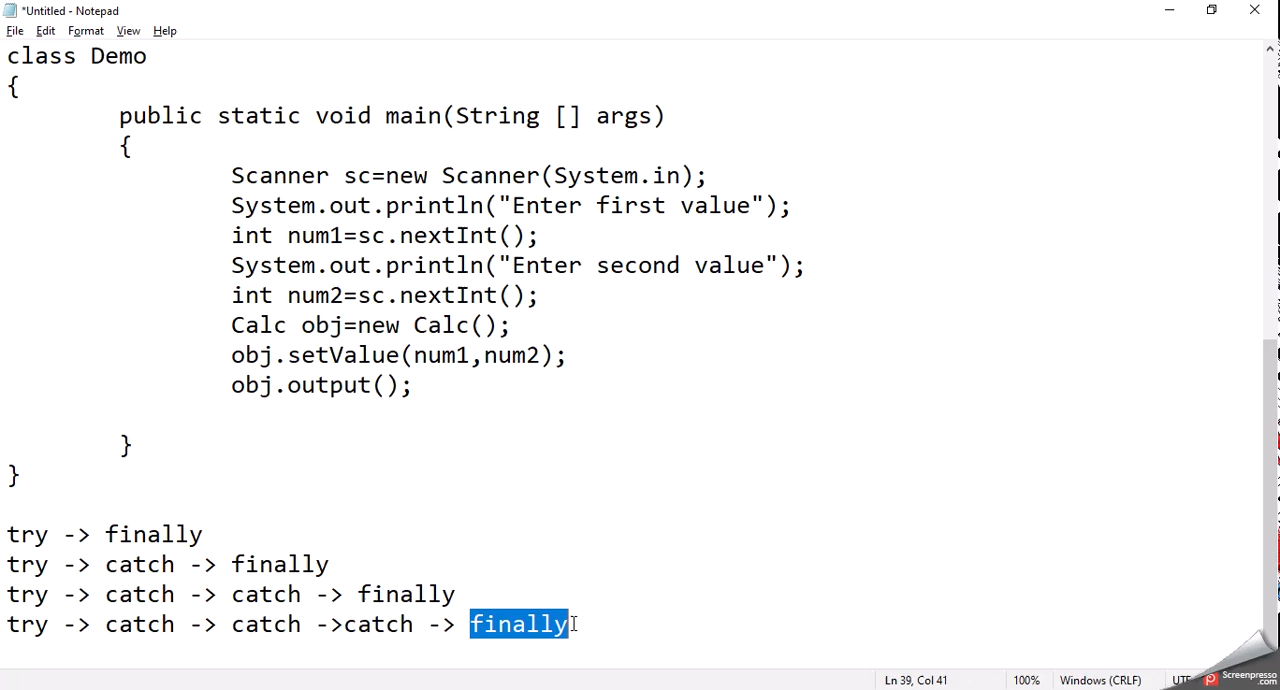 *Untitled - Notepad
File Edit Format View Help
class Demo
{
public static void main(String [] args)
{
Scanner sc=new Scanner(System.in);
System.out.println("Enter first value");
int num1=sc.nextInt();
System.out.println("Enter second value");
int num2=sc.nextInt();
Calc obj=new Calc();
obj.setValue(num1,num2);
obj.output();
}
}
try -> finally
try -> catch -> finally
try -> catch -> catch -> finally
try -> catch -> catch ->catch -> finally
Ln 39, Col 41 100% Windows (CRLF)
Screenpresso
.com